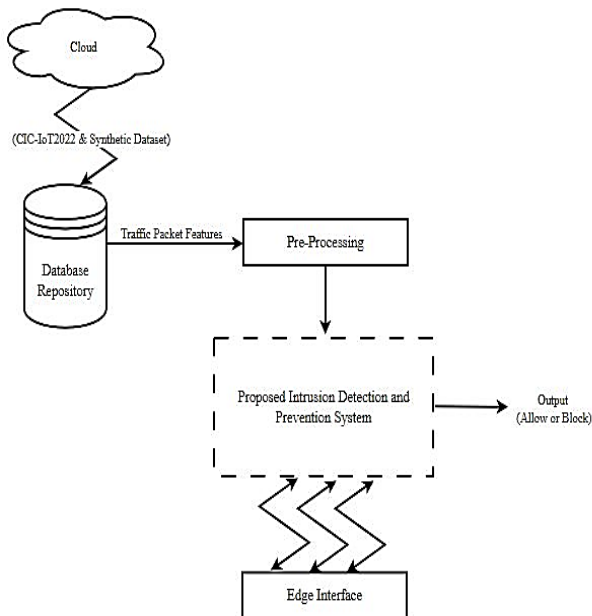 Cloud
(CIC-IoT2022 & Synthetic Dataset)
Traffic Packet Features
Pre-Processing
Database
Repository
Proposed Intrusion Detection and
Prevention System
Output
(Allow or Block)
Edge Interface